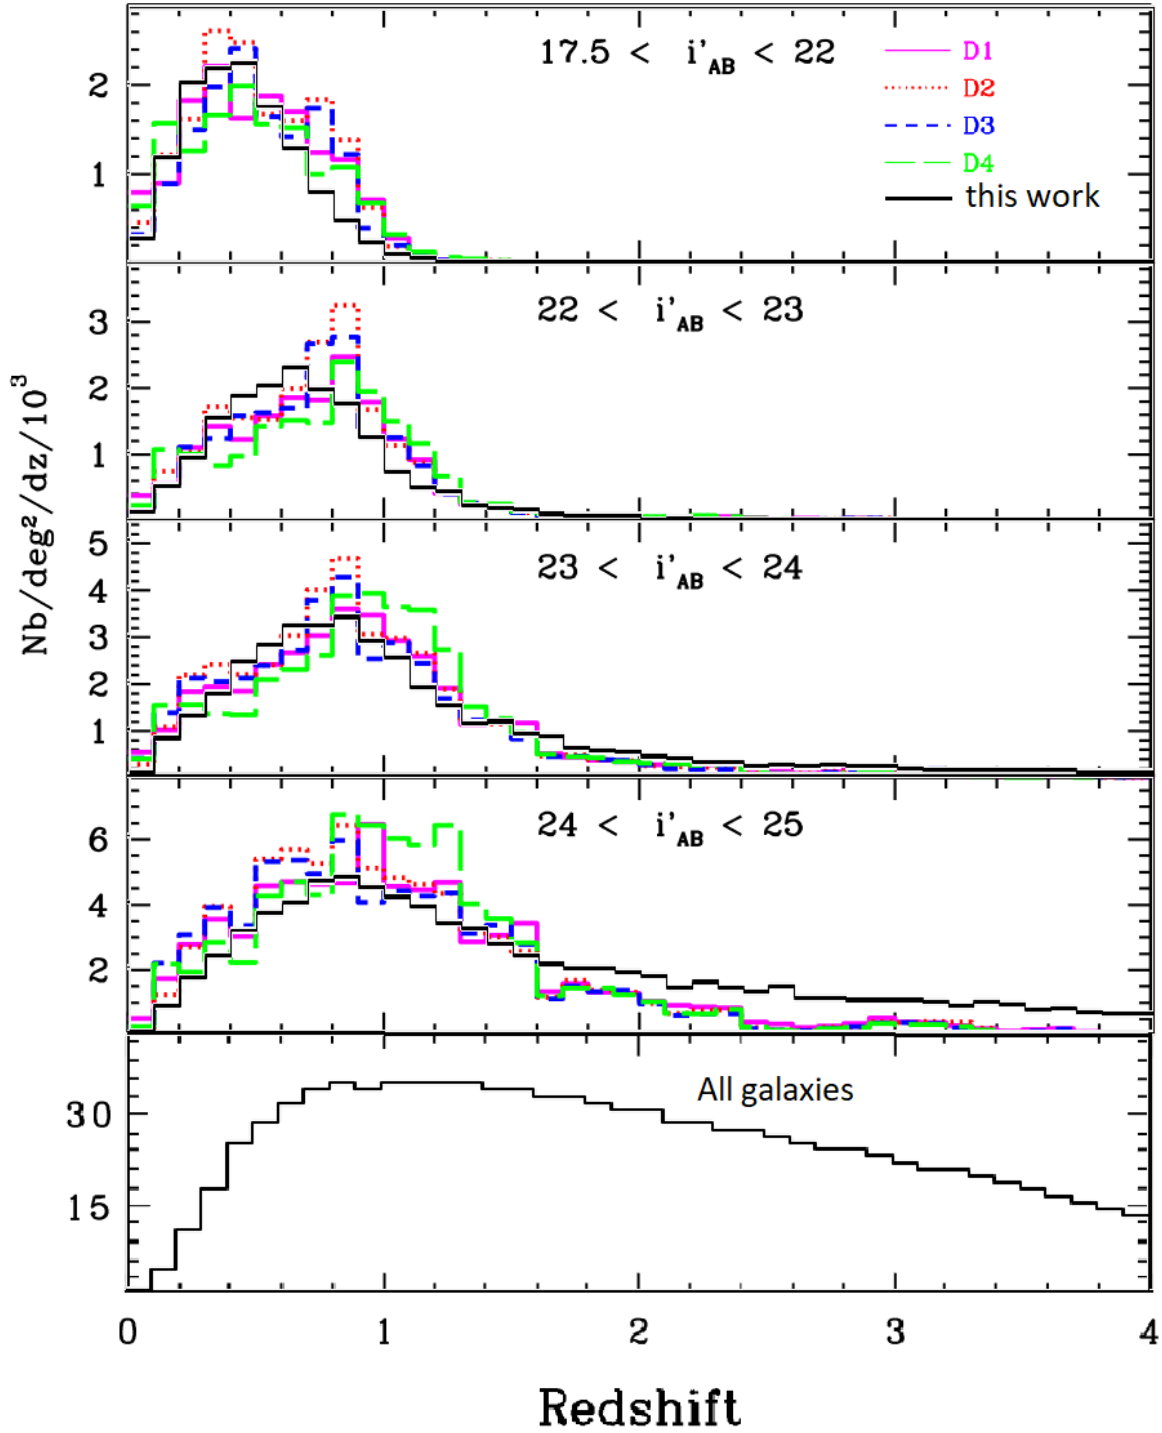 17.5 < i'AB < 22
D1
D2
D3
D4
this work
2
1
22 < i'AB < 23
3
2
1
23 < i'AB < 24
5
4
3
2
1
24 < i'AB < 25
6
4
2
All galaxies
30
15
Nb/deg²/dz/10³
0 1 2 3 4
Redshift